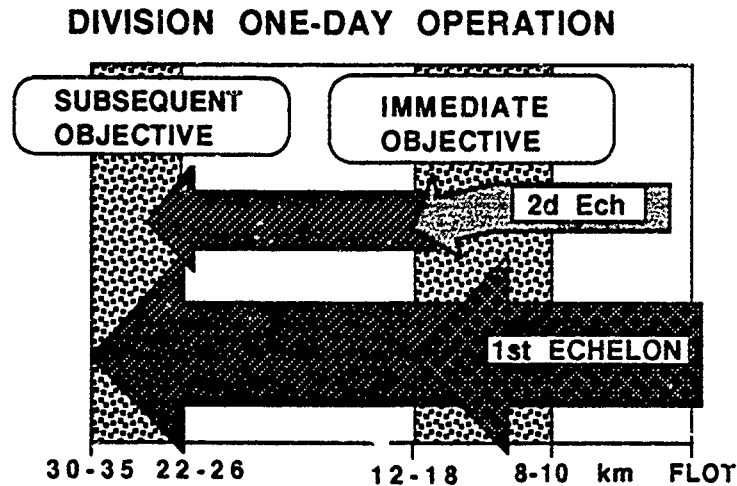 DIVISION ONE-DAY OPERATION
SUBSEQUENT
OBJECTIVE
IMMEDIATE
OBJECTIVE
2d Ech
1st ECHELON
30-35 22-26 12-18 8-10 km FLOT